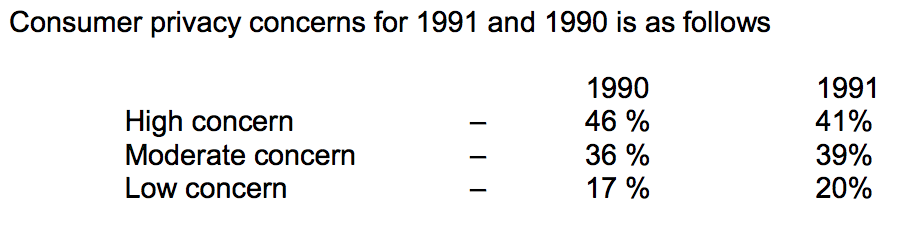 Consumer privacy concerns for 1991 and 1990 is as follows
1990 1991
High concern – 46 % 41%
Moderate concern – 36 % 39%
Low concern – 17 % 20%